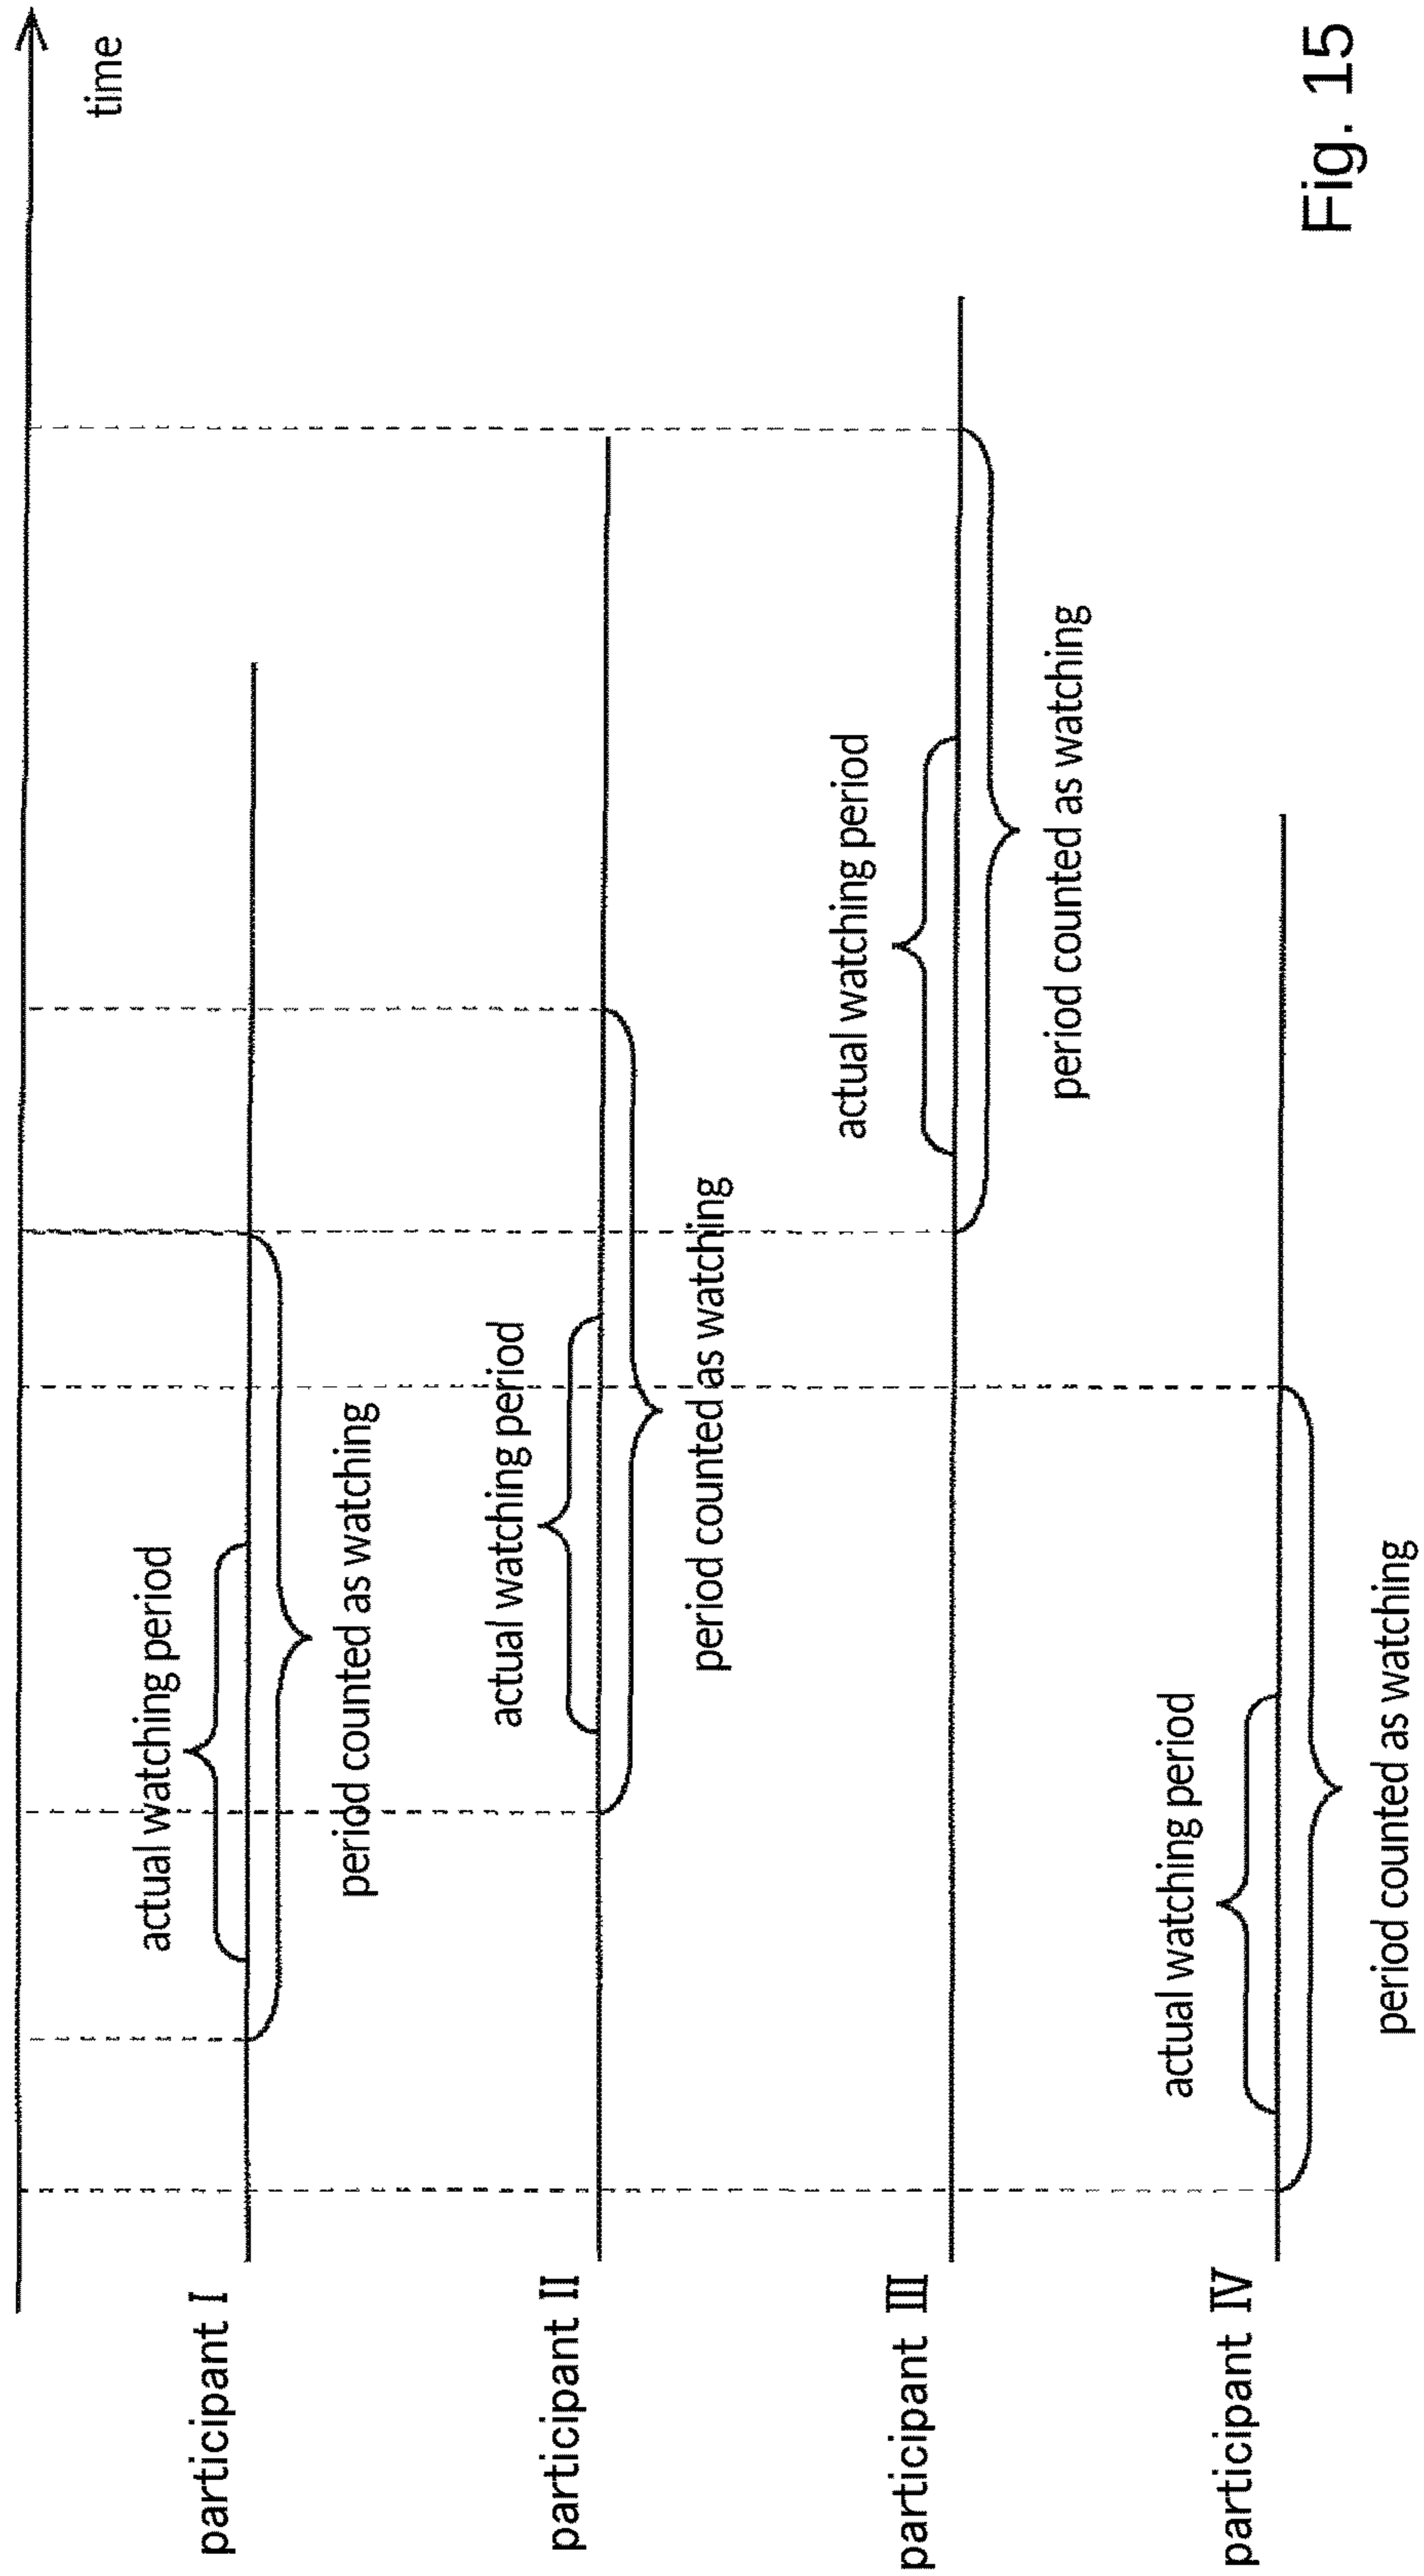 time
participant I
actual watching period
period counted as watching
participant II
actual watching period
period counted as watching
participant III
actual watching period
period counted as watching
participant IV
actual watching period
period counted as watching
Fig. 15